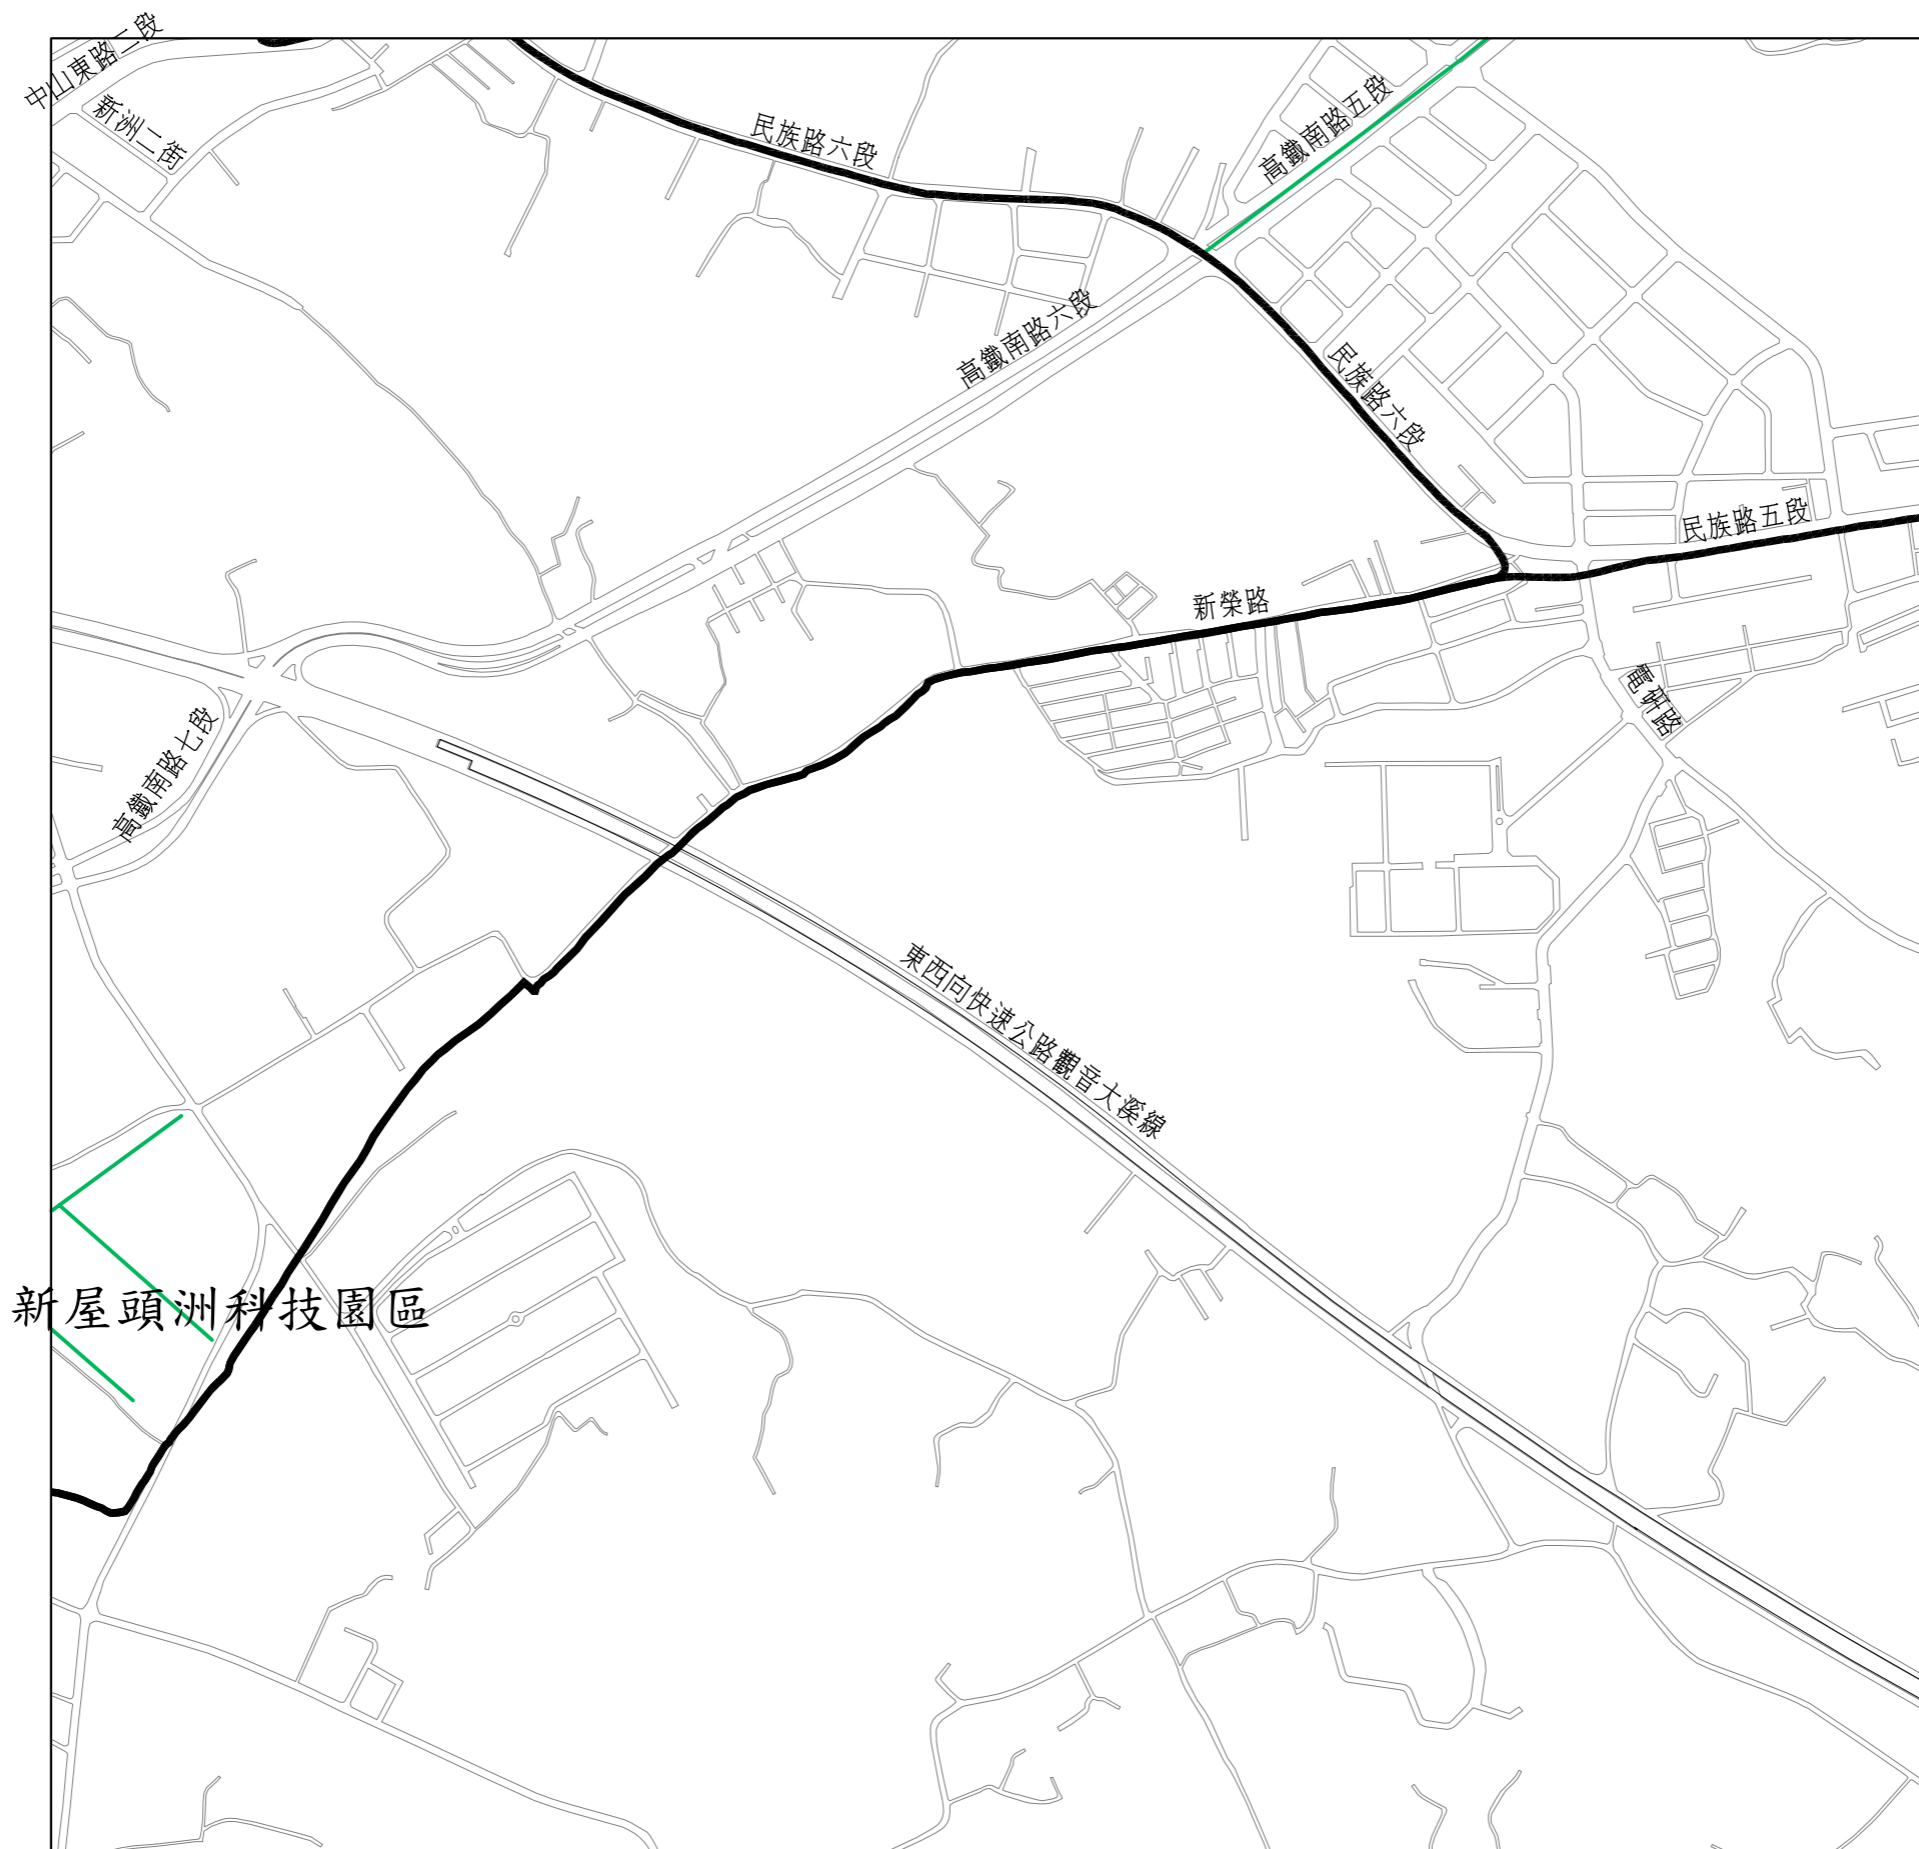 中山東路二段
新洲二街
民族路六段
高鐵南路五段
高鐵南路六段
民族路六段
民族路五段
新榮路
電研路
高鐵南路七段
東西向快速公路觀音大溪線
新屋頭洲科技園區